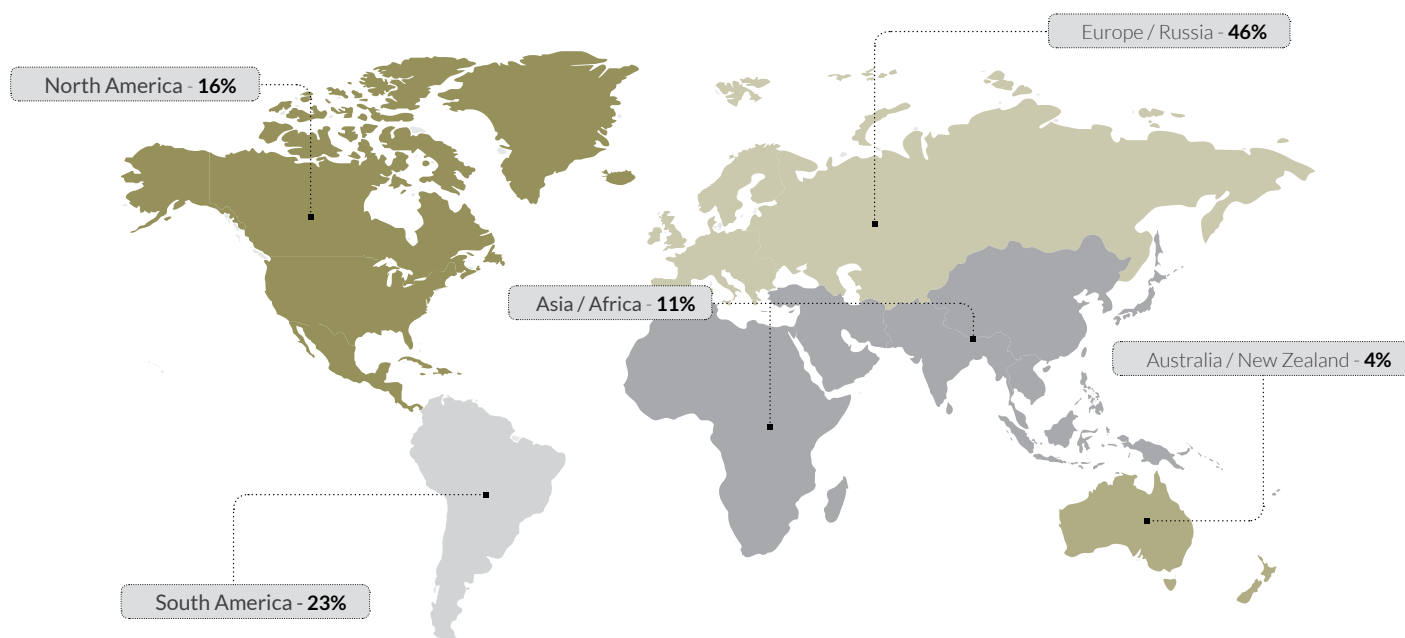 Europe / Russia - 46%
North America - 16%
Asia / Africa - 11%
Australia / New Zealand - 4%
South America - 23%